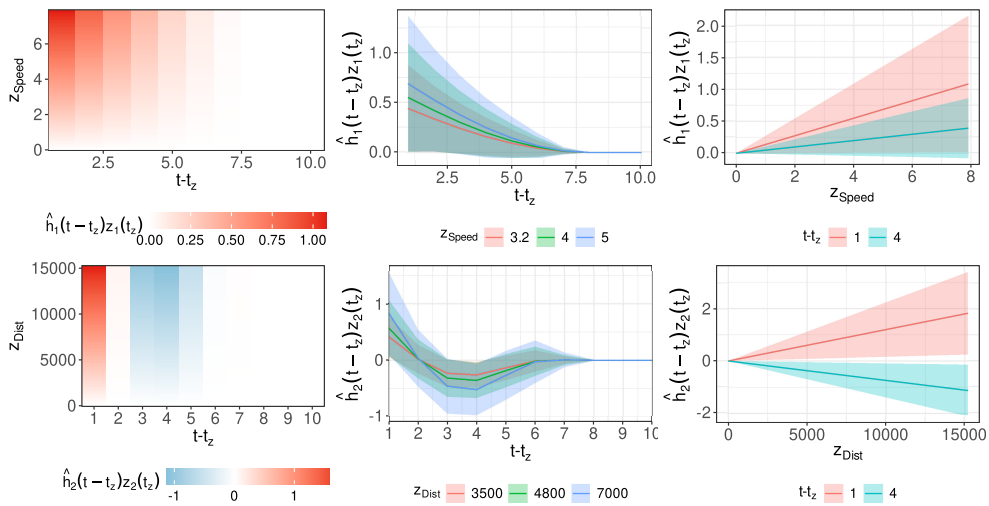 6
4
2
0
z_Speed
2.5 5.0 7.5 10.0
t-t_z
ĥ_1(t − t_z)z_1(t_z)
0.00 0.25 0.50 0.75 1.00
1.0
0.5
0.0
ĥ_1(t − t_z)z_1(t_z)
2.5 5.0 7.5 10.0
t-t_z
z_Speed 3.2 4 5
2.0
1.5
1.0
0.5
0.0
ĥ_1(t − t_z)z_1(t_z)
0 2 4 6 8
z_Speed
t-t_z 1 4
15000
10000
5000
0
z_Dist
1 2 3 4 5 6 7 8 9 10
t-t_z
ĥ_2(t − t_z)z_2(t_z)
-1 0 1
1
0
-1
ĥ_2(t − t_z)z_2(t_z)
1 2 3 4 5 6 7 8 9 10
t-t_z
z_Dist 3500 4800 7000
2
0
-2
ĥ_2(t − t_z)z_2(t_z)
0 5000 10000 15000
z_Dist
t-t_z 1 4